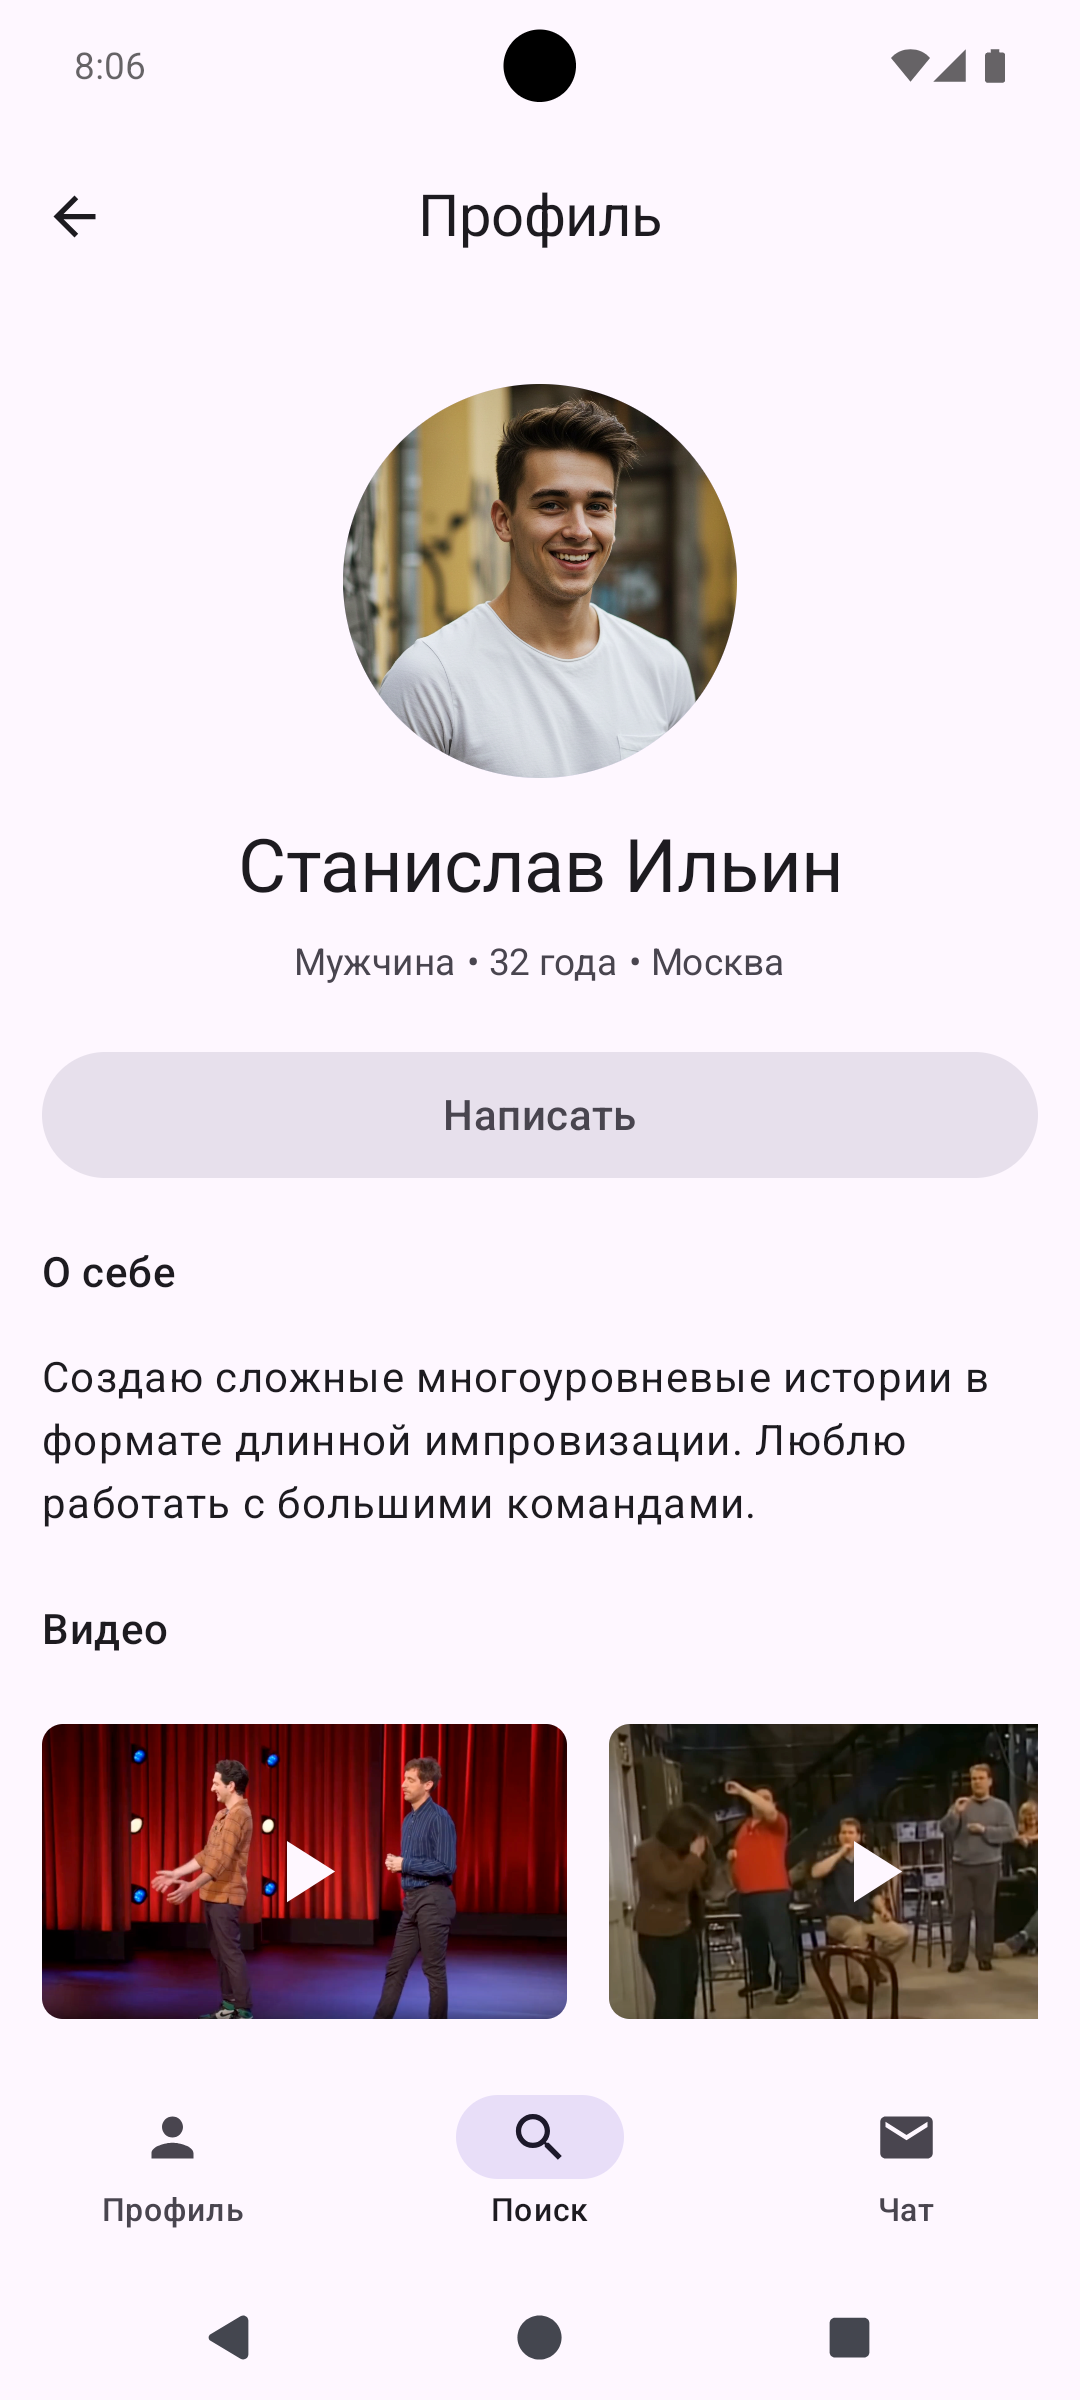 8:06
Профиль
Станислав Ильин
Мужчина • 32 года • Москва
Написать
О себе
Создаю сложные многоуровневые истории в
формате длинной импровизации. Люблю
работать с большими командами.
Видео
Профиль
Поиск
Чат